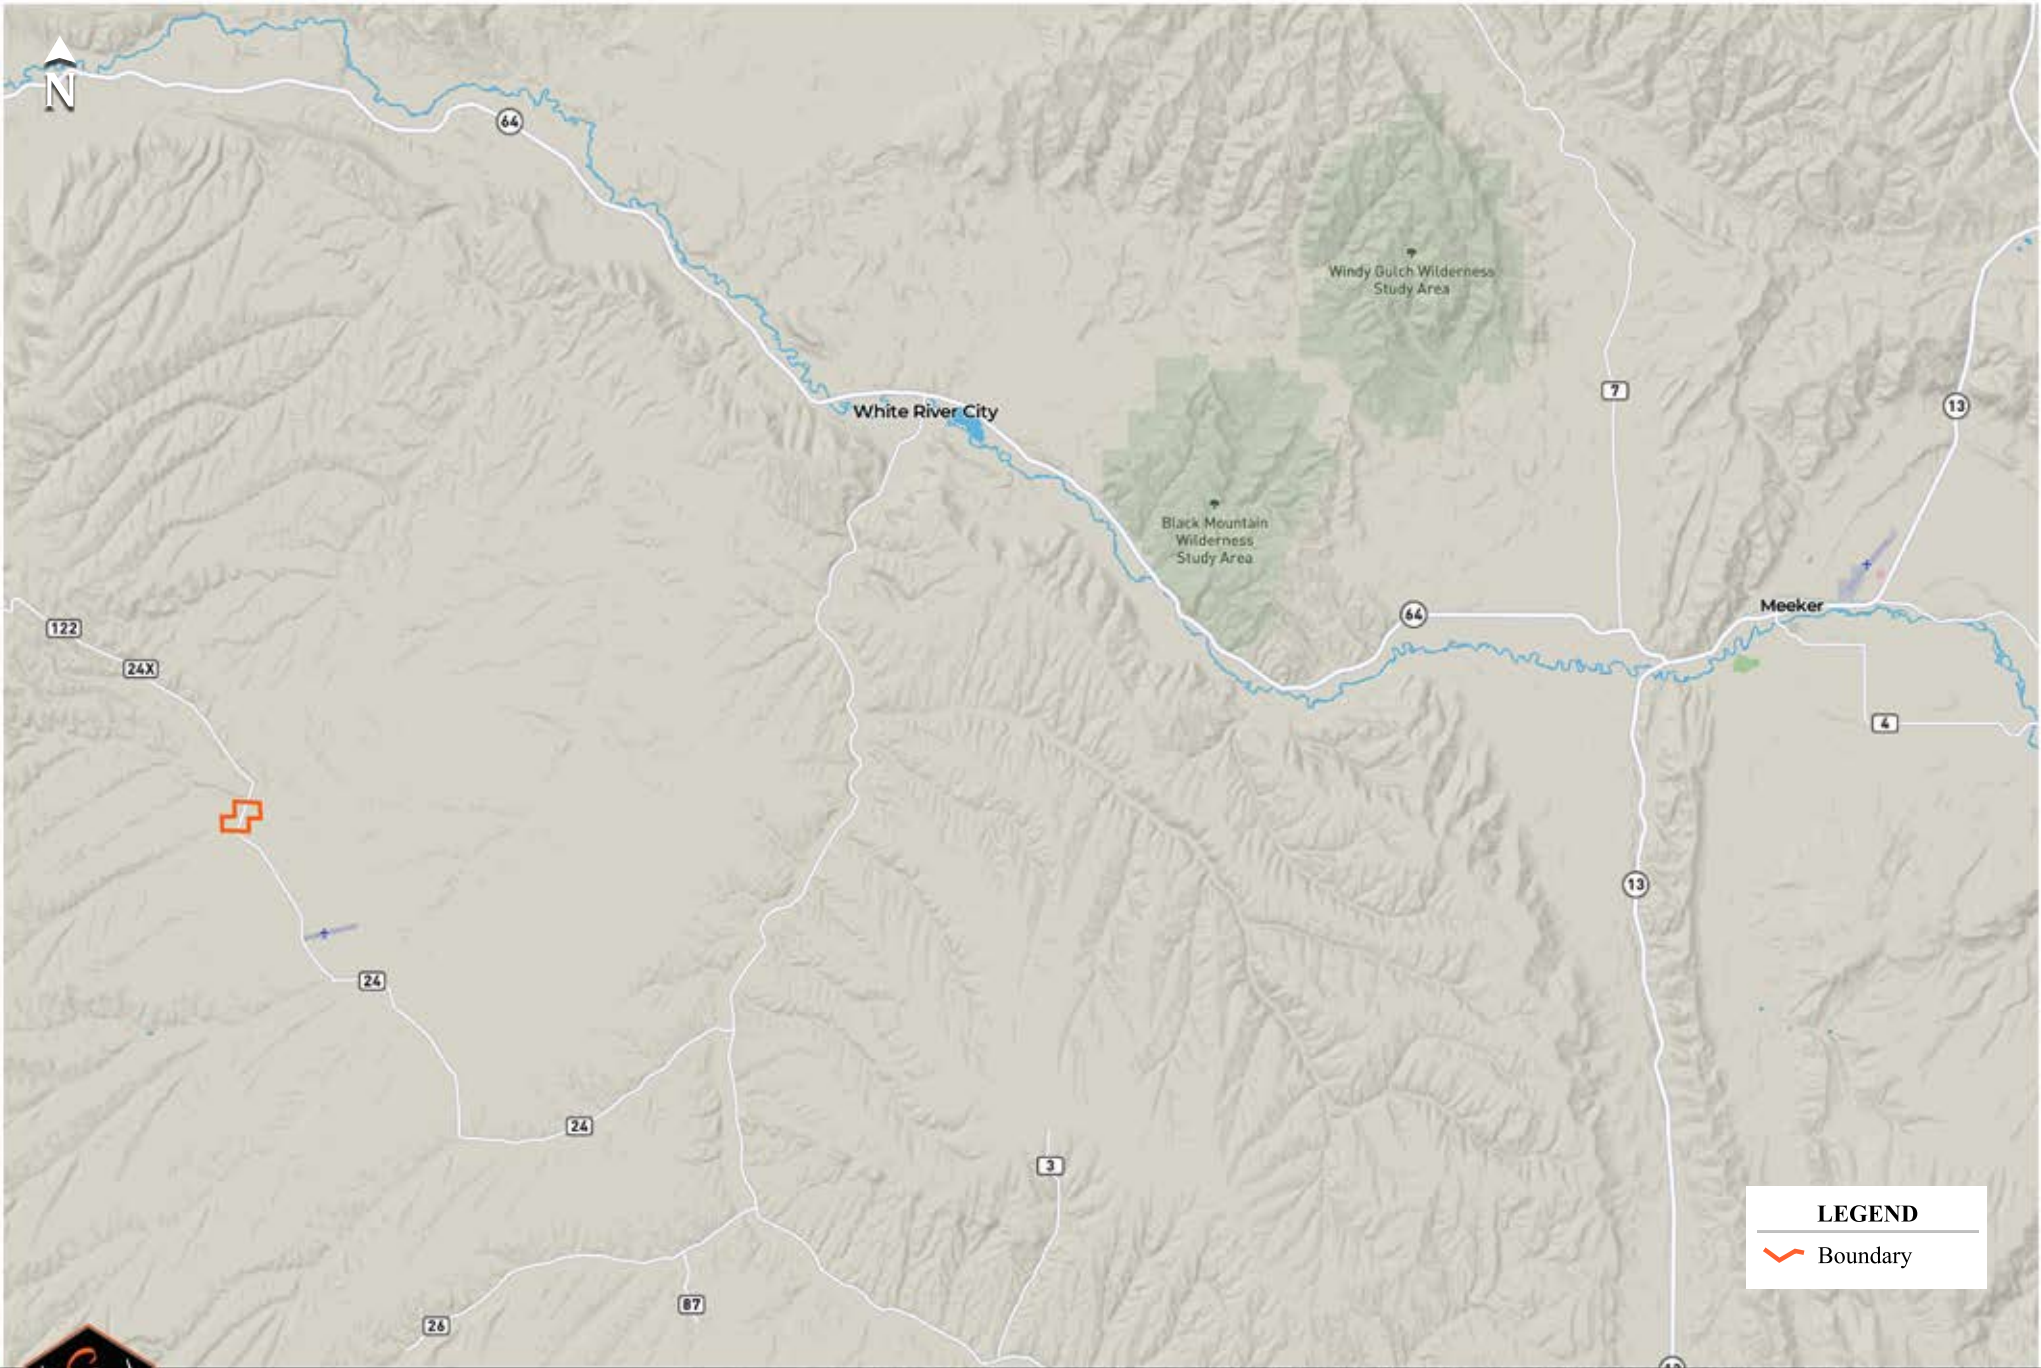 N
64
Windy Gulch Wilderness
Study Area
7
13
White River City
Black Mountain
Wilderness
Study Area
64
Meeker
122
24X
4
13
24
24
3
LEGEND
Boundary
87
26